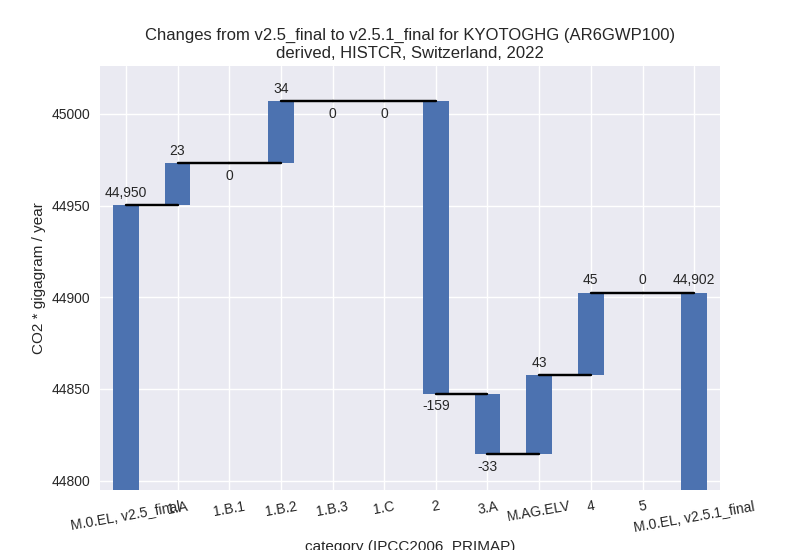 Changes from v2.5_final to v2.5.1_final for KYOTOGHG (AR6GWP100)
derived, HISTCR, Switzerland, 2022
CO2 * gigagram / year
45000
44950
44900
44850
44800
44,950
23
0
34
0
0
-159
-33
43
45
0
44,902
M.0.EL, v2.5_final
1.A
1.B.1
1.B.2
1.B.3
1.C
2
3.A
M.AG.ELV
4
5
M.0.EL, v2.5.1_final
category (IPCC2006_PRIMAP)